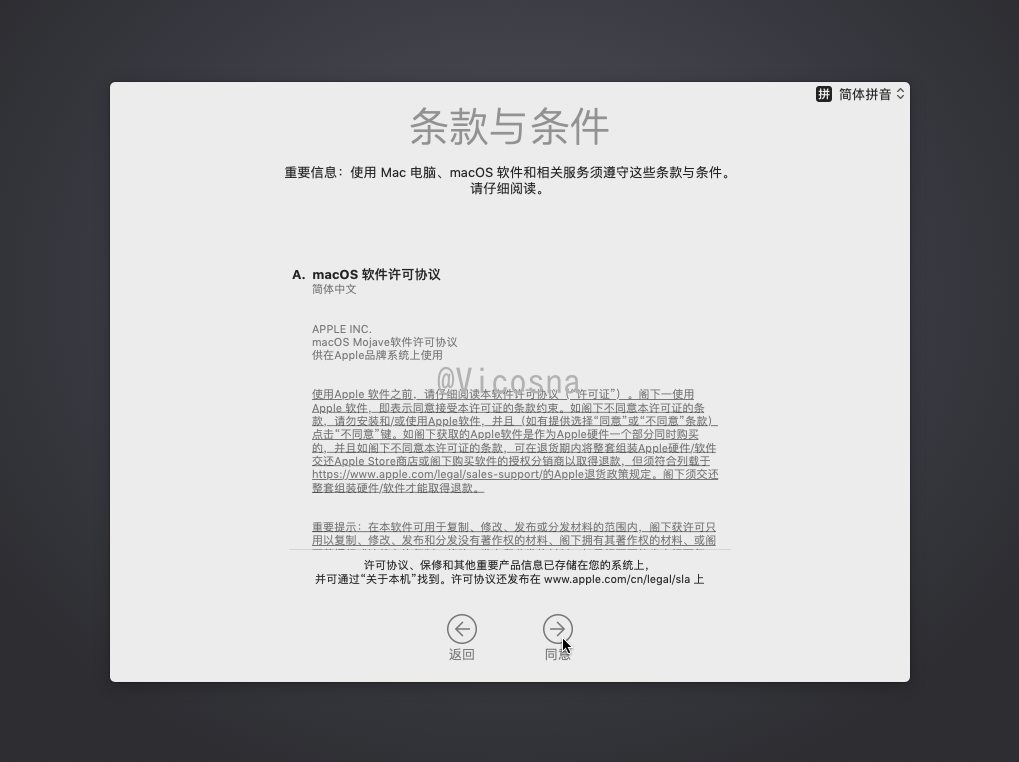 拼 简体拼音
条款与条件
重要信息：使用 Mac 电脑、macOS 软件和相关服务须遵守这些条款与条件。
请仔细阅读。
A. macOS 软件许可协议
简体中文
APPLE INC.
macOS Mojave软件许可协议
供在Apple品牌系统上使用
@Vicosna
使用Apple 软件之前，请仔细阅读本软件许可协议（“许可证”）。阁下一使用
Apple 软件，即表示同意接受本许可证的条款约束。如阁下不同意本许可证的条
款，请勿安装和/或使用Apple软件，并且（如有提供选择“同意”或“不同意”条款）
点击“不同意”键。如阁下获取的Apple软件是作为Apple硬件一个部分同时购买
的，并且如阁下不同意本许可证的条款，可在退货期内将整套组装Apple硬件/软件
交还Apple Store商店或阁下购买软件的授权分销商以取得退款，但须符合列载于
https://www.apple.com/legal/sales-support/的Apple退货政策规定。阁下须交还
整套组装硬件/软件才能取得退款。
重要提示：在本软件可用于复制、修改、发布或分发材料的范围内，阁下获许可只
用以复制、修改、发布和分发没有著作权的材料、阁下拥有其著作权的材料、或阁
许可协议、保修和其他重要产品信息已存储在您的系统上，
并可通过“关于本机”找到。许可协议还发布在 www.apple.com/cn/legal/sla 上
返回
同意